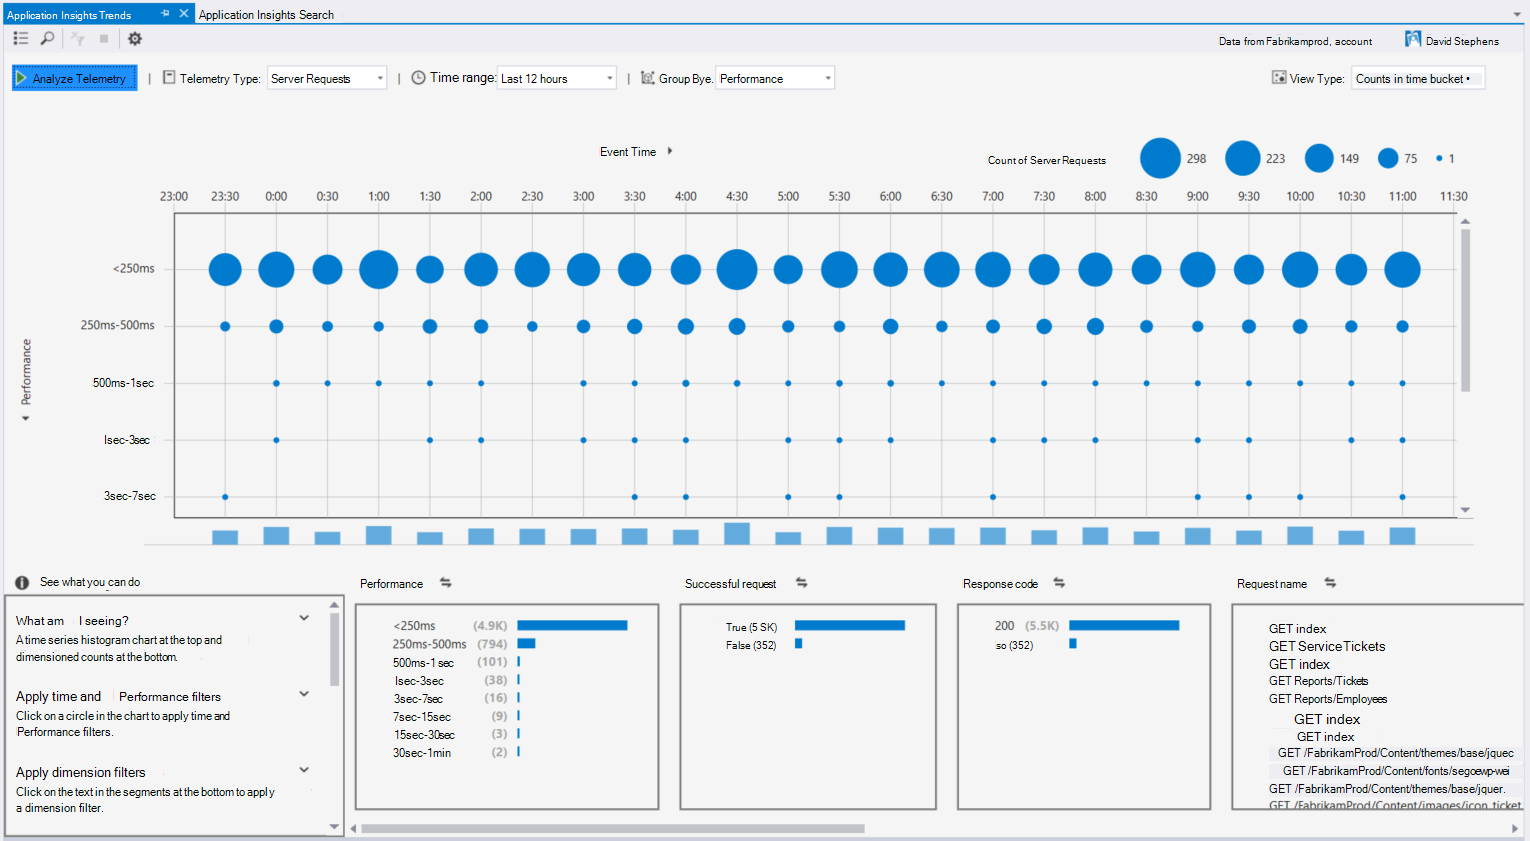 Application Insights Trends
Application Insights Search
Data from Fabrikamprod, account
David Stephens
Analyze Telemetry
Telemetry Type: Server Requests
Time range: Last 12 hours
Group Bye. Performance
View Type: Counts in time bucket
Event Time
Count of Server Requests
298 223 149 75 1
23:00 23:30 0:00 0:30 1:00 1:30 2:00 2:30 3:00 3:30 4:00 4:30 5:00 5:30 6:00 6:30 7:00 7:30 8:00 8:30 9:00 9:30 10:00 10:30 11:00 11:30
Performance
<250ms
250ms-500ms
500ms-1sec
Isec-3sec
3sec-7sec
See what you can do
What am I seeing?
A time series histogram chart at the top and
dimensioned counts at the bottom.
Apply time and Performance filters
Click on a circle in the chart to apply time and
Performance filters.
Apply dimension filters
Click on the text in the segments at the bottom to apply
a dimension filter.
Performance
<250ms (4.9K)
250ms-500ms (794)
500ms-1 sec (101)
Isec-3sec (38)
3sec-7sec (16)
7sec-15sec (9)
15sec-30sec (3)
30sec-1min (2)
Successful request
True (5 SK)
False (352)
Response code
200 (5.5K)
so (352)
Request name
GET index
GET ServiceTickets
GET index
GET Reports/Tickets
GET Reports/Employees
GET index
GET index
GET /FabrikamProd/Content/themes/base/jquec
GET /FabrikamProd/Content/fonts/segoewp-wei
GET /FabrikamProd/Content/themes/base/jquer.
GET /FabrikamProd/Content/images/icon_ticket